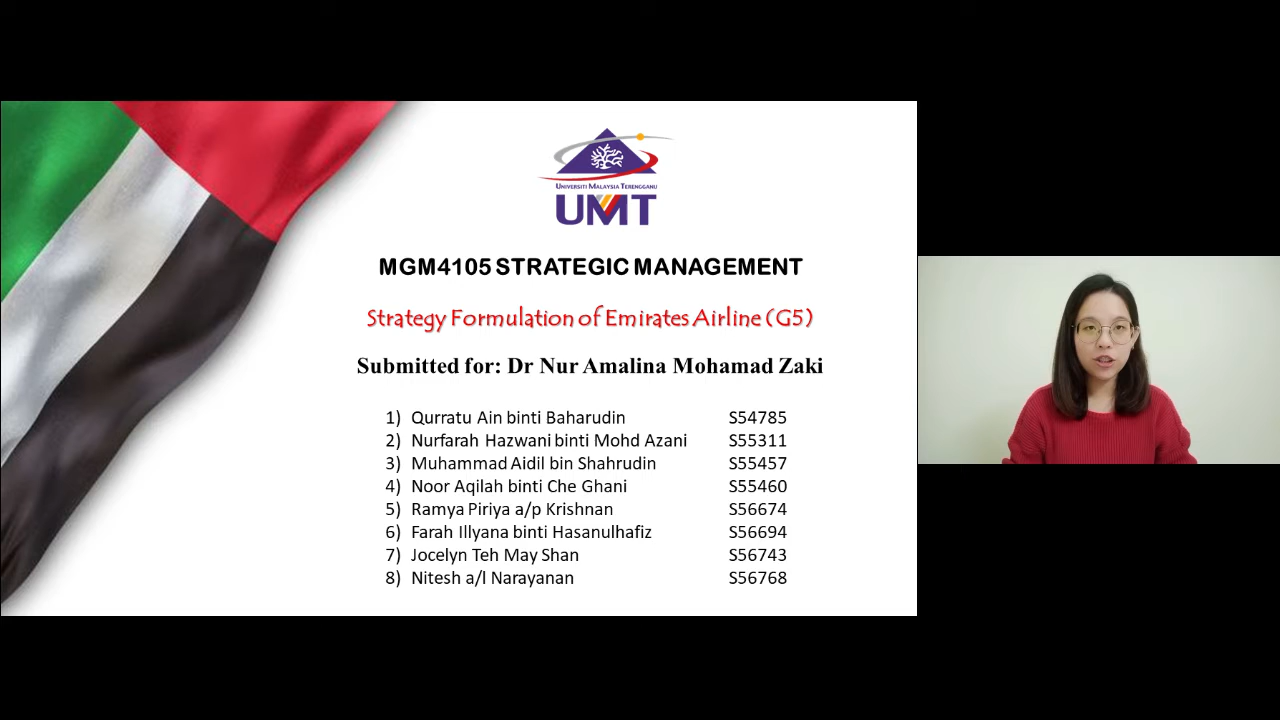 UNIVERSITI MALAYSIA TERENGGANU
UMT
MGM4105 STRATEGIC MANAGEMENT
Strategy Formulation of Emirates Airline (G5)
Submitted for: Dr Nur Amalina Mohamad Zaki
1) Qurratu Ain binti Baharudin S54785
2) Nurfarah Hazwani binti Mohd Azani S55311
3) Muhammad Aidil bin Shahrudin S55457
4) Noor Aqilah binti Che Ghani S55460
5) Ramya Piriya a/p Krishnan S56674
6) Farah Illyana binti Hasanulhafiz S56694
7) Jocelyn Teh May Shan S56743
8) Nitesh a/l Narayanan S56768